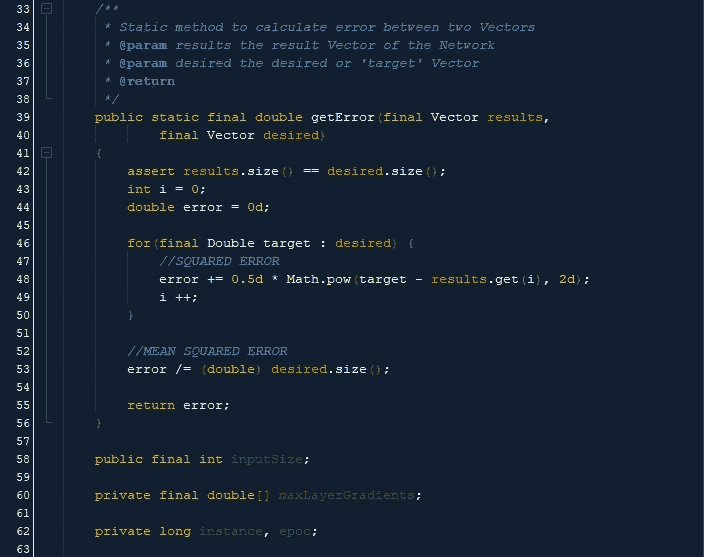 33 /**
34 * Static method to calculate error between two Vectors
35 * @param results the result Vector of the Network
36 * @param desired the desired or 'target' Vector
37 * @return
38 */
39 public static final double getError(final Vector results,
40 final Vector desired)
41 {
42 assert results.size() == desired.size();
43 int i = 0;
44 double error = 0d;
45
46 for(final Double target : desired) {
47 //SQUARED ERROR
48 error += 0.5d * Math.pow(target - results.get(i), 2d);
49 i ++;
50 }
51
52 //MEAN SQUARED ERROR
53 error /= (double) desired.size();
54
55 return error;
56 }
57
58 public final int inputSize;
59
60 private final double[] maxLayerGradients;
61
62 private long instance, epoc;
63